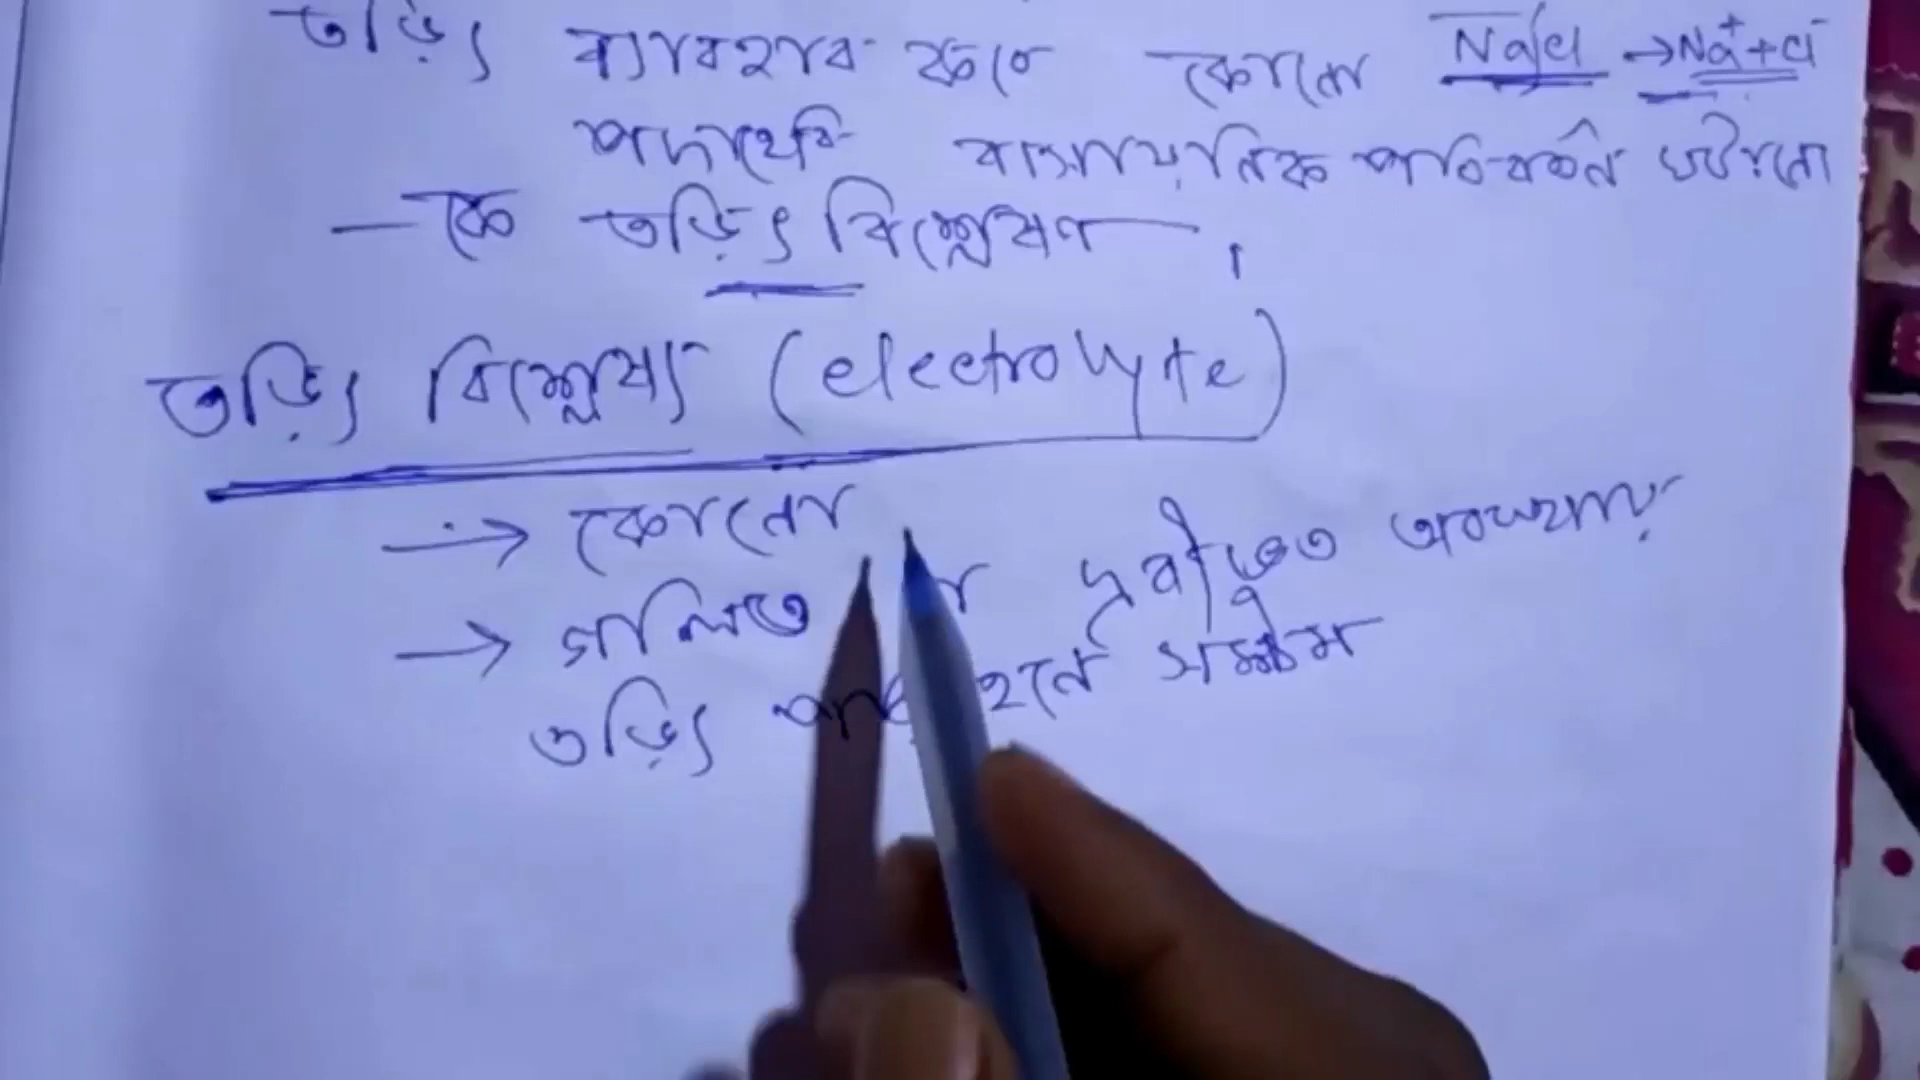 তড়িৎ ব্যাবহার করে কোনো NaCl → Na⁺ + Cl⁻
পদার্থের রাসায়নিক পরিবর্তন ঘটানো
— কে তড়িৎ বিশ্লেষণ ।
তড়িৎ বিশ্লেষ্য (electrolyte)
→ কোনো
→ গলিত দ্রবীভূত অবস্থায়
তড়িৎ সক্ষম